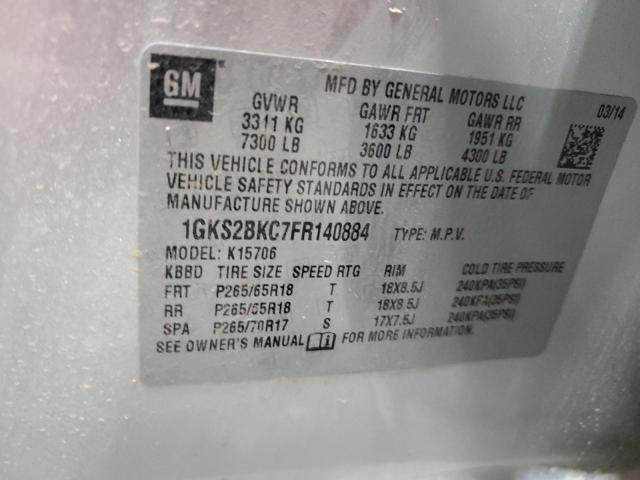 GM
MFD BY GENERAL MOTORS LLC
03/14
GVWR GAWR FRT GAWR RR
3311 KG 1633 KG 1951 KG
7300 LB 3600 LB 4300 LB
THIS VEHICLE CONFORMS TO ALL APPLICABLE U.S. FEDERAL MOTOR
VEHICLE SAFETY STANDARDS IN EFFECT ON THE DATE OF
MANUFACTURE SHOWN ABOVE.
1GKS2BKC7FR140884 TYPE: M.P.V.
MODEL: K15706
KBBD TIRE SIZE SPEED RTG RIM COLD TIRE PRESSURE
FRT P265/65R18 T 18X8.5J 240KPA(35PSI)
RR P265/65R18 T 18X8.5J 240KPA(35PSI)
SPA P265/70R17 S 17X7.5J 240KPA(35PSI)
SEE OWNER'S MANUAL FOR MORE INFORMATION.